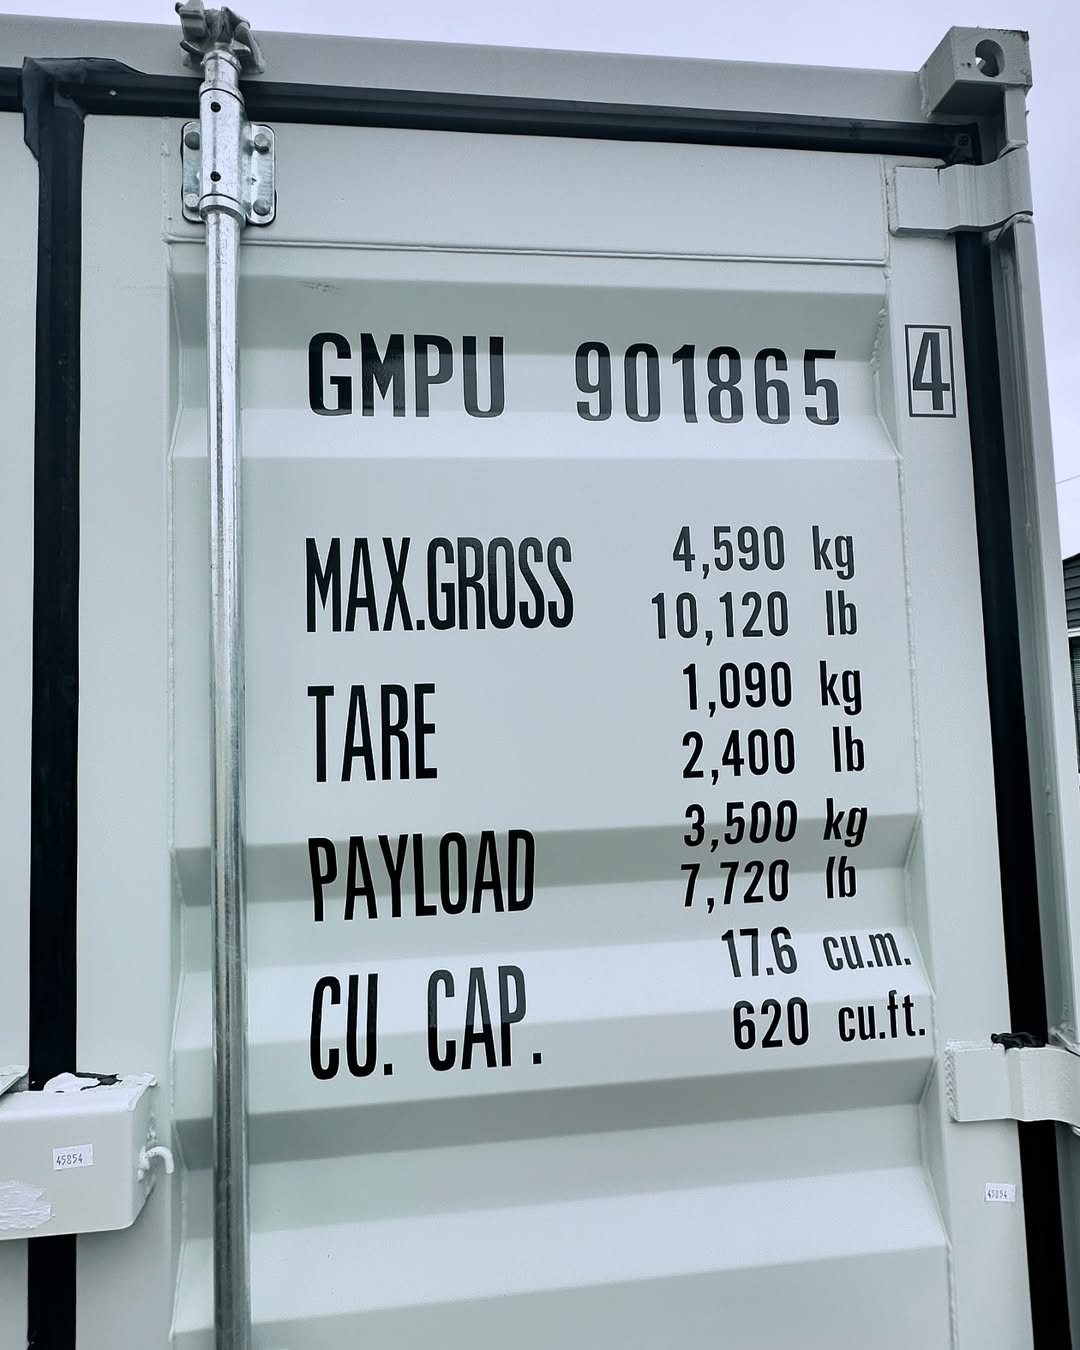 GMPU 901865 4
MAX.GROSS 4,590 kg
10,120 lb
TARE 1,090 kg
2,400 lb
PAYLOAD 3,500 kg
7,720 lb
CU. CAP. 17.6 cu.m.
620 cu.ft.
45854
45854